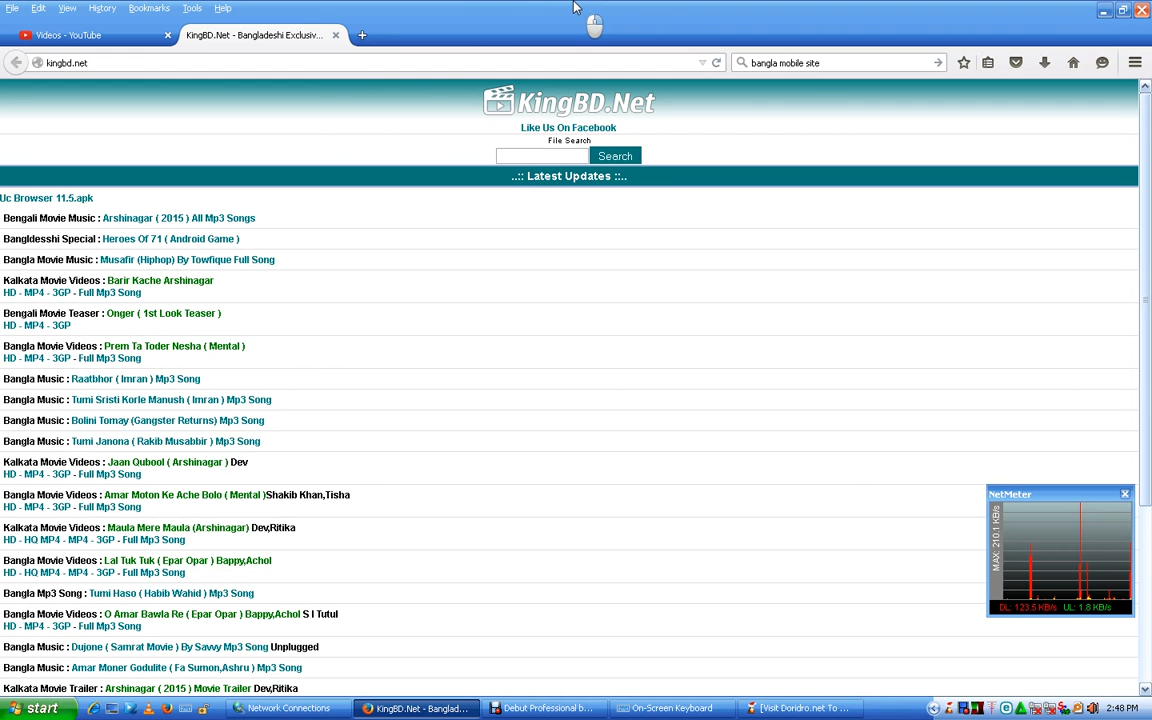 File Edit View History Bookmarks Tools Help
Videos - YouTube KingBD.Net - Bangladeshi Exclusiv...
kingbd.net bangla mobile site
KingBD.Net
Like Us On Facebook
File Search
Search
..:: Latest Updates ::..
Uc Browser 11.5.apk
Bengali Movie Music : Arshinagar ( 2015 ) All Mp3 Songs
Bangldesshi Special : Heroes Of 71 ( Android Game )
Bangla Movie Music : Musafir (Hiphop) By Towfique Full Song
Kalkata Movie Videos : Barir Kache Arshinagar
HD - MP4 - 3GP - Full Mp3 Song
Bengali Movie Teaser : Onger ( 1st Look Teaser )
HD - MP4 - 3GP
Bangla Movie Videos : Prem Ta Toder Nesha ( Mental )
HD - MP4 - 3GP - Full Mp3 Song
Bangla Music : Raatbhor ( Imran ) Mp3 Song
Bangla Music : Tumi Sristi Korle Manush ( Imran ) Mp3 Song
Bangla Music : Bolini Tomay (Gangster Returns) Mp3 Song
Bangla Music : Tumi Janona ( Rakib Musabbir ) Mp3 Song
Kalkata Movie Videos : Jaan Qubool ( Arshinagar ) Dev
HD - MP4 - 3GP - Full Mp3 Song
Bangla Movie Videos : Amar Moton Ke Ache Bolo ( Mental )Shakib Khan,Tisha
HD - MP4 - 3GP - Full Mp3 Song
Kalkata Movie Videos : Maula Mere Maula (Arshinagar) Dev,Ritika
HD - HQ MP4 - MP4 - 3GP - Full Mp3 Song
Bangla Movie Videos : Lal Tuk Tuk ( Epar Opar ) Bappy,Achol
HD - HQ MP4 - MP4 - 3GP - Full Mp3 Song
Bangla Mp3 Song : Tumi Haso ( Habib Wahid ) Mp3 Song
Bangla Movie Videos : O Amar Bawla Re ( Epar Opar ) Bappy,Achol S I Tutul
HD - MP4 - 3GP - Full Mp3 Song
Bangla Music : Dujone ( Samrat Movie ) By Savvy Mp3 Song Unplugged
Bangla Music : Amar Moner Godulite ( Fa Sumon,Ashru ) Mp3 Song
Kalkata Movie Trailer : Arshinagar ( 2015 ) Movie Trailer Dev,Ritika
NetMeter
MAX: 210.1 KB/s
DL: 123.5 KB/s UL: 1.8 KB/s
start Network Connections KingBD.Net - Banglad... Debut Professional b... On-Screen Keyboard [Visit Doridro.net To ... 2:48 PM